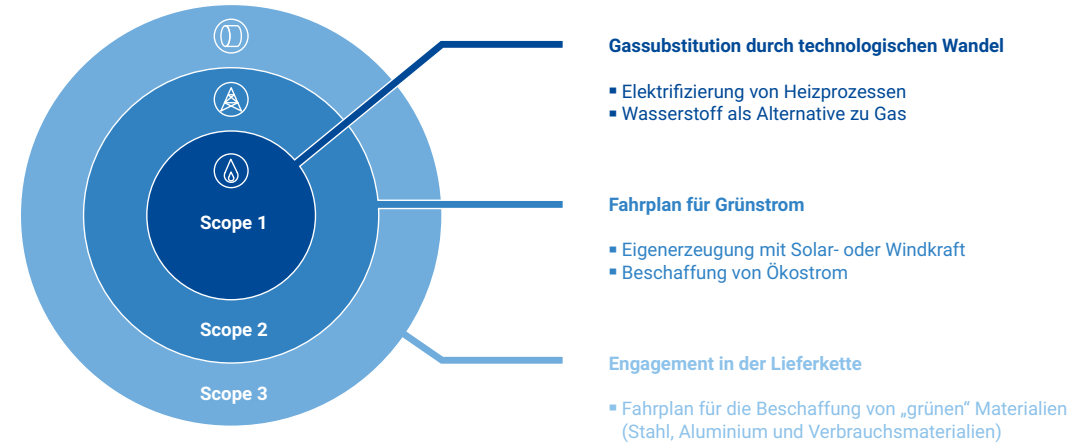 Scope 1
Scope 2
Scope 3
Gassubstitution durch technologischen Wandel
▪ Elektrifizierung von Heizprozessen
▪ Wasserstoff als Alternative zu Gas
Fahrplan für Grünstrom
▪ Eigenerzeugung mit Solar- oder Windkraft
▪ Beschaffung von Ökostrom
Engagement in der Lieferkette
▪ Fahrplan für die Beschaffung von „grünen“ Materialien
(Stahl, Aluminium und Verbrauchsmaterialien)